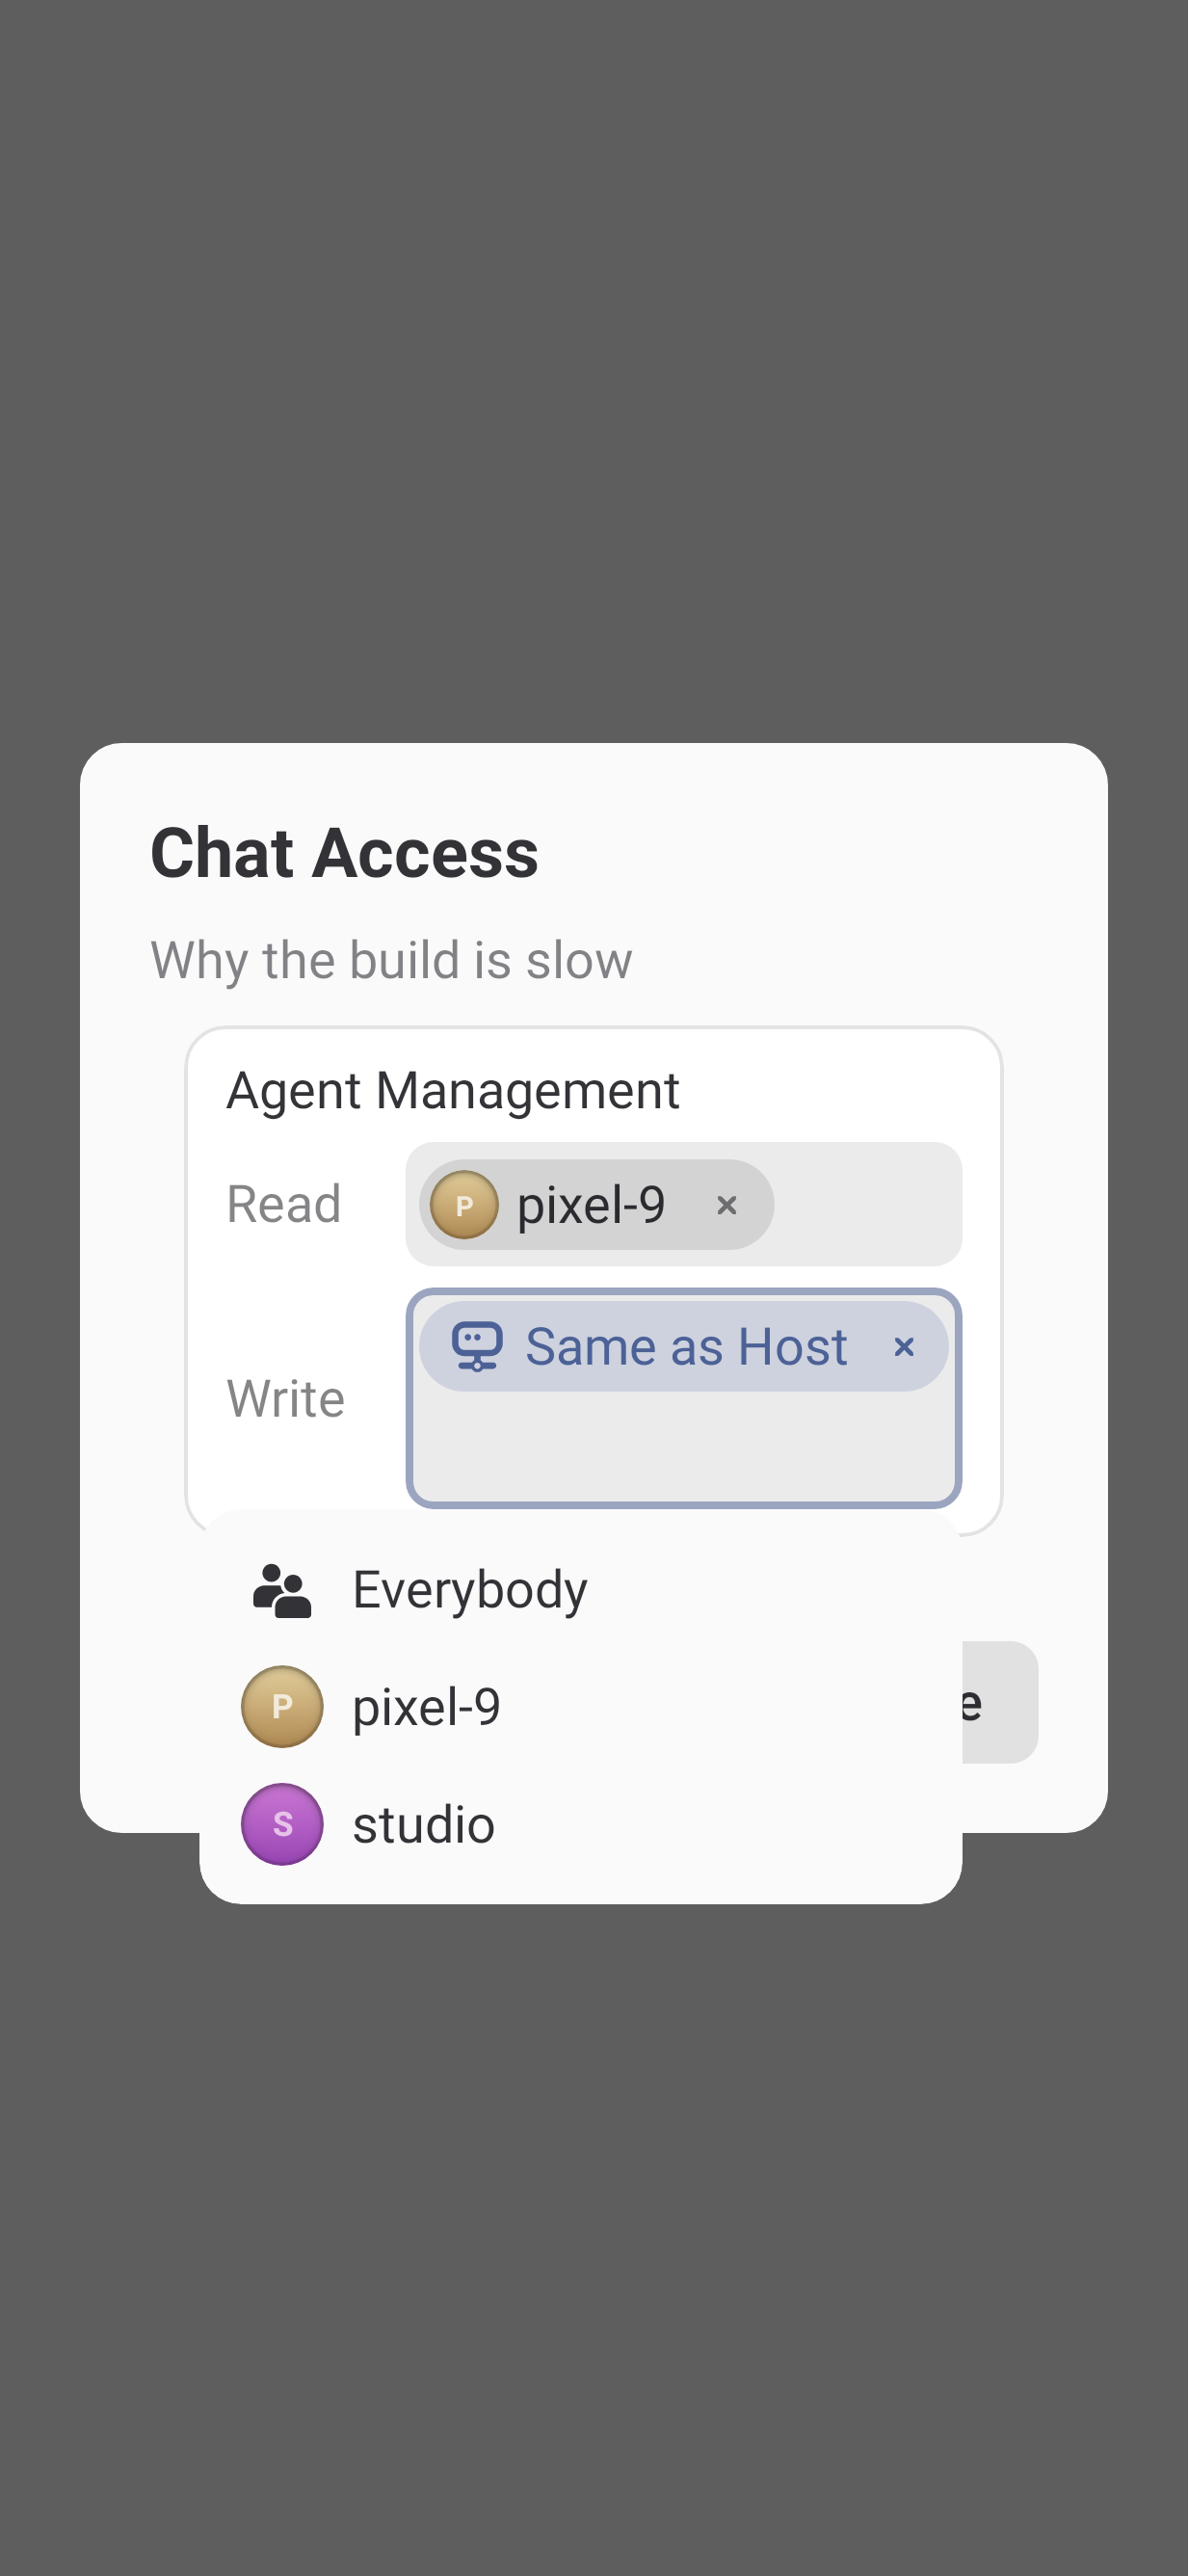 Chat Access
Why the build is slow
Agent Management
Read
P pixel-9 ×
Write
Same as Host ×
Everybody
P pixel-9
S studio